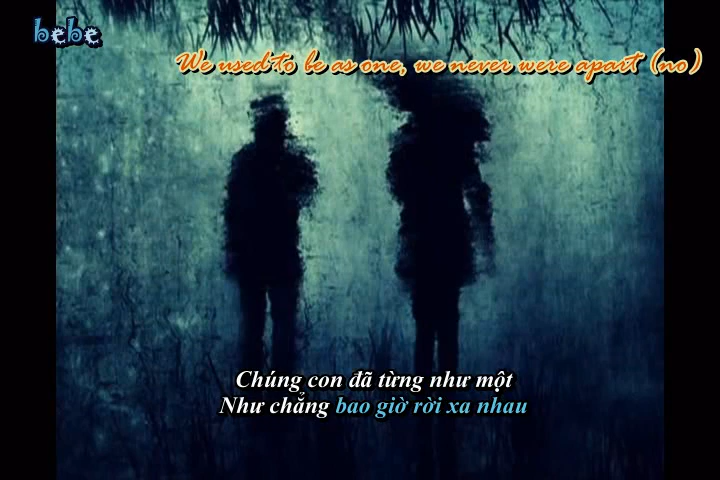 bebe
We used to be as one, we never were apart (no)
Chúng con đã từng như một
Như chẳng bao giờ rời xa nhau